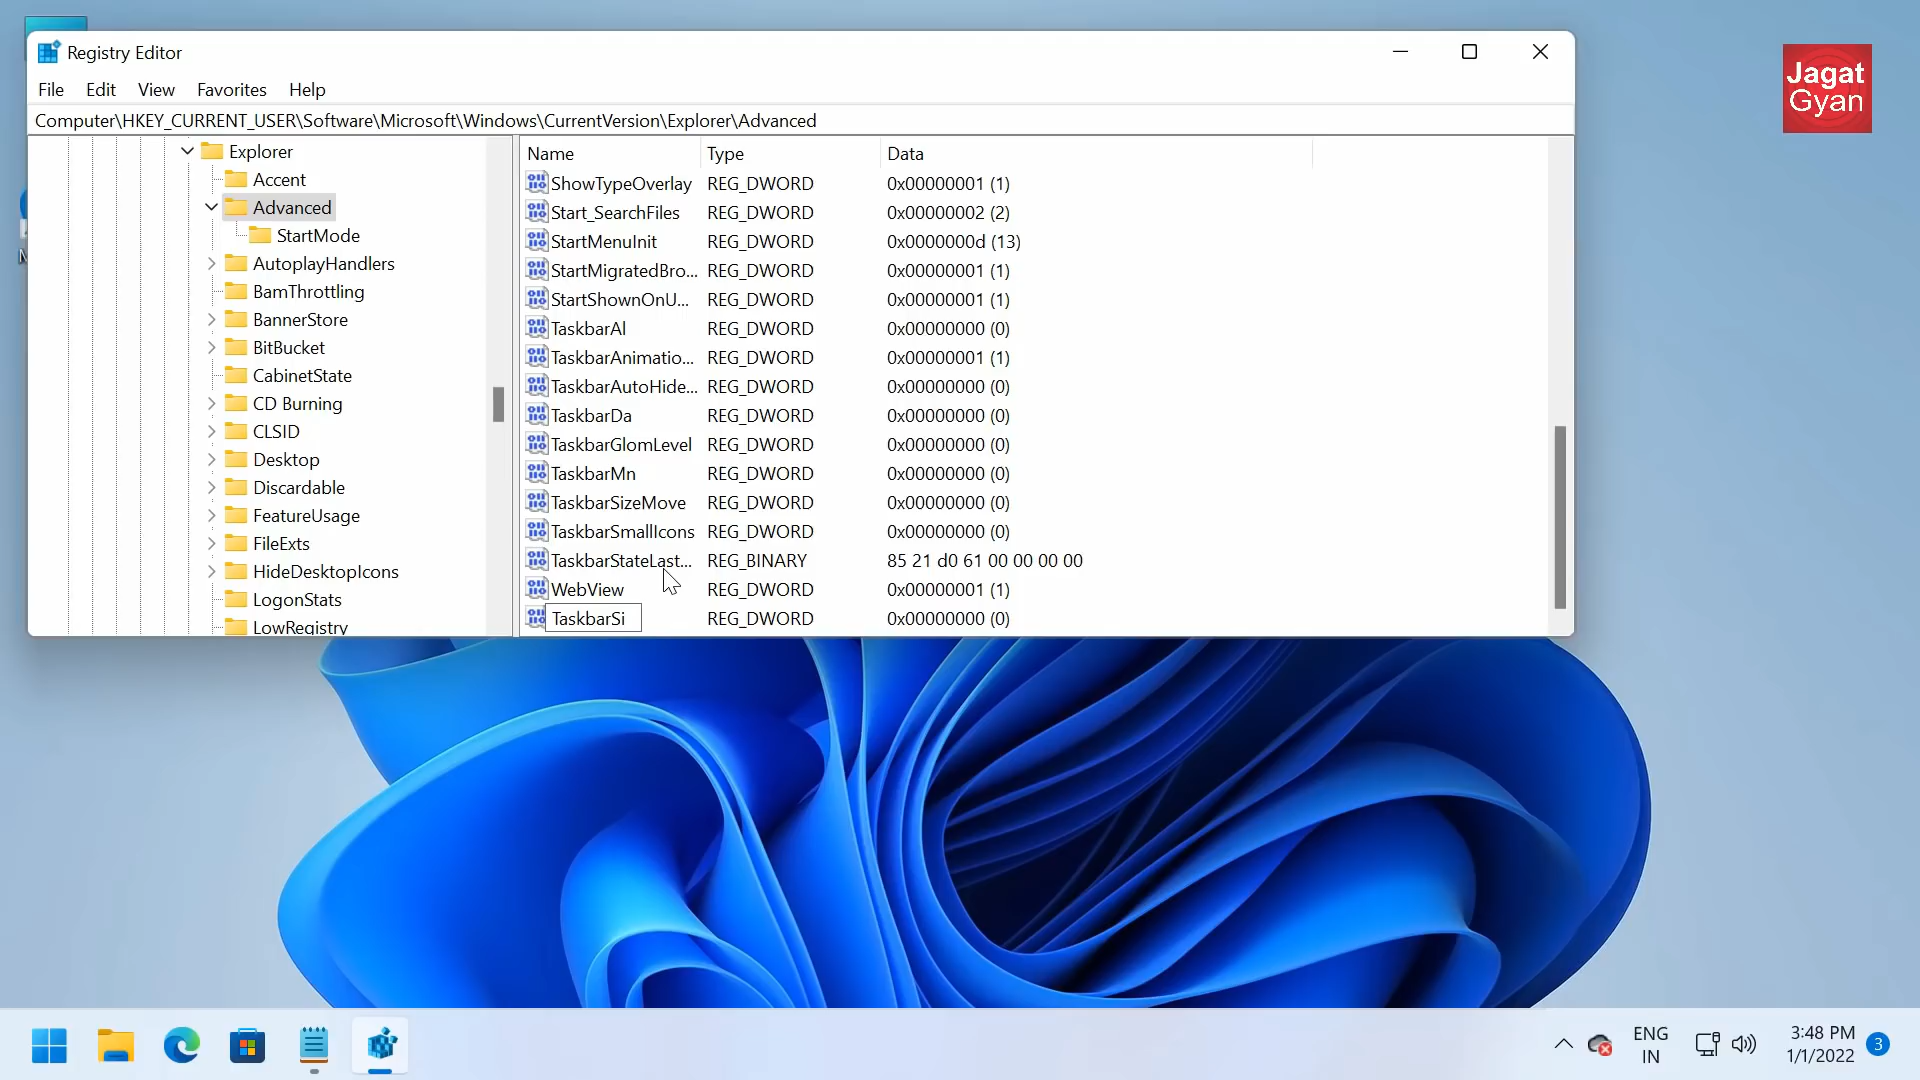 Registry Editor
File Edit View Favorites Help
Computer\HKEY_CURRENT_USER\Software\Microsoft\Windows\CurrentVersion\Explorer\Advanced
Explorer
Accent
Advanced
StartMode
AutoplayHandlers
BamThrottling
BannerStore
BitBucket
CabinetState
CD Burning
CLSID
Desktop
Discardable
FeatureUsage
FileExts
HideDesktopIcons
LogonStats
LowRegistry
Name Type Data
ShowTypeOverlay REG_DWORD 0x00000001 (1)
Start_SearchFiles REG_DWORD 0x00000002 (2)
StartMenuInit REG_DWORD 0x0000000d (13)
StartMigratedBro... REG_DWORD 0x00000001 (1)
StartShownOnU... REG_DWORD 0x00000001 (1)
TaskbarAl REG_DWORD 0x00000000 (0)
TaskbarAnimatio... REG_DWORD 0x00000001 (1)
TaskbarAutoHide... REG_DWORD 0x00000000 (0)
TaskbarDa REG_DWORD 0x00000000 (0)
TaskbarGlomLevel REG_DWORD 0x00000000 (0)
TaskbarMn REG_DWORD 0x00000000 (0)
TaskbarSizeMove REG_DWORD 0x00000000 (0)
TaskbarSmallIcons REG_DWORD 0x00000000 (0)
TaskbarStateLast... REG_BINARY 85 21 d0 61 00 00 00 00
WebView REG_DWORD 0x00000001 (1)
TaskbarSi REG_DWORD 0x00000000 (0)
Jagat
Gyan
ENG
IN
3:48 PM
1/1/2022
3